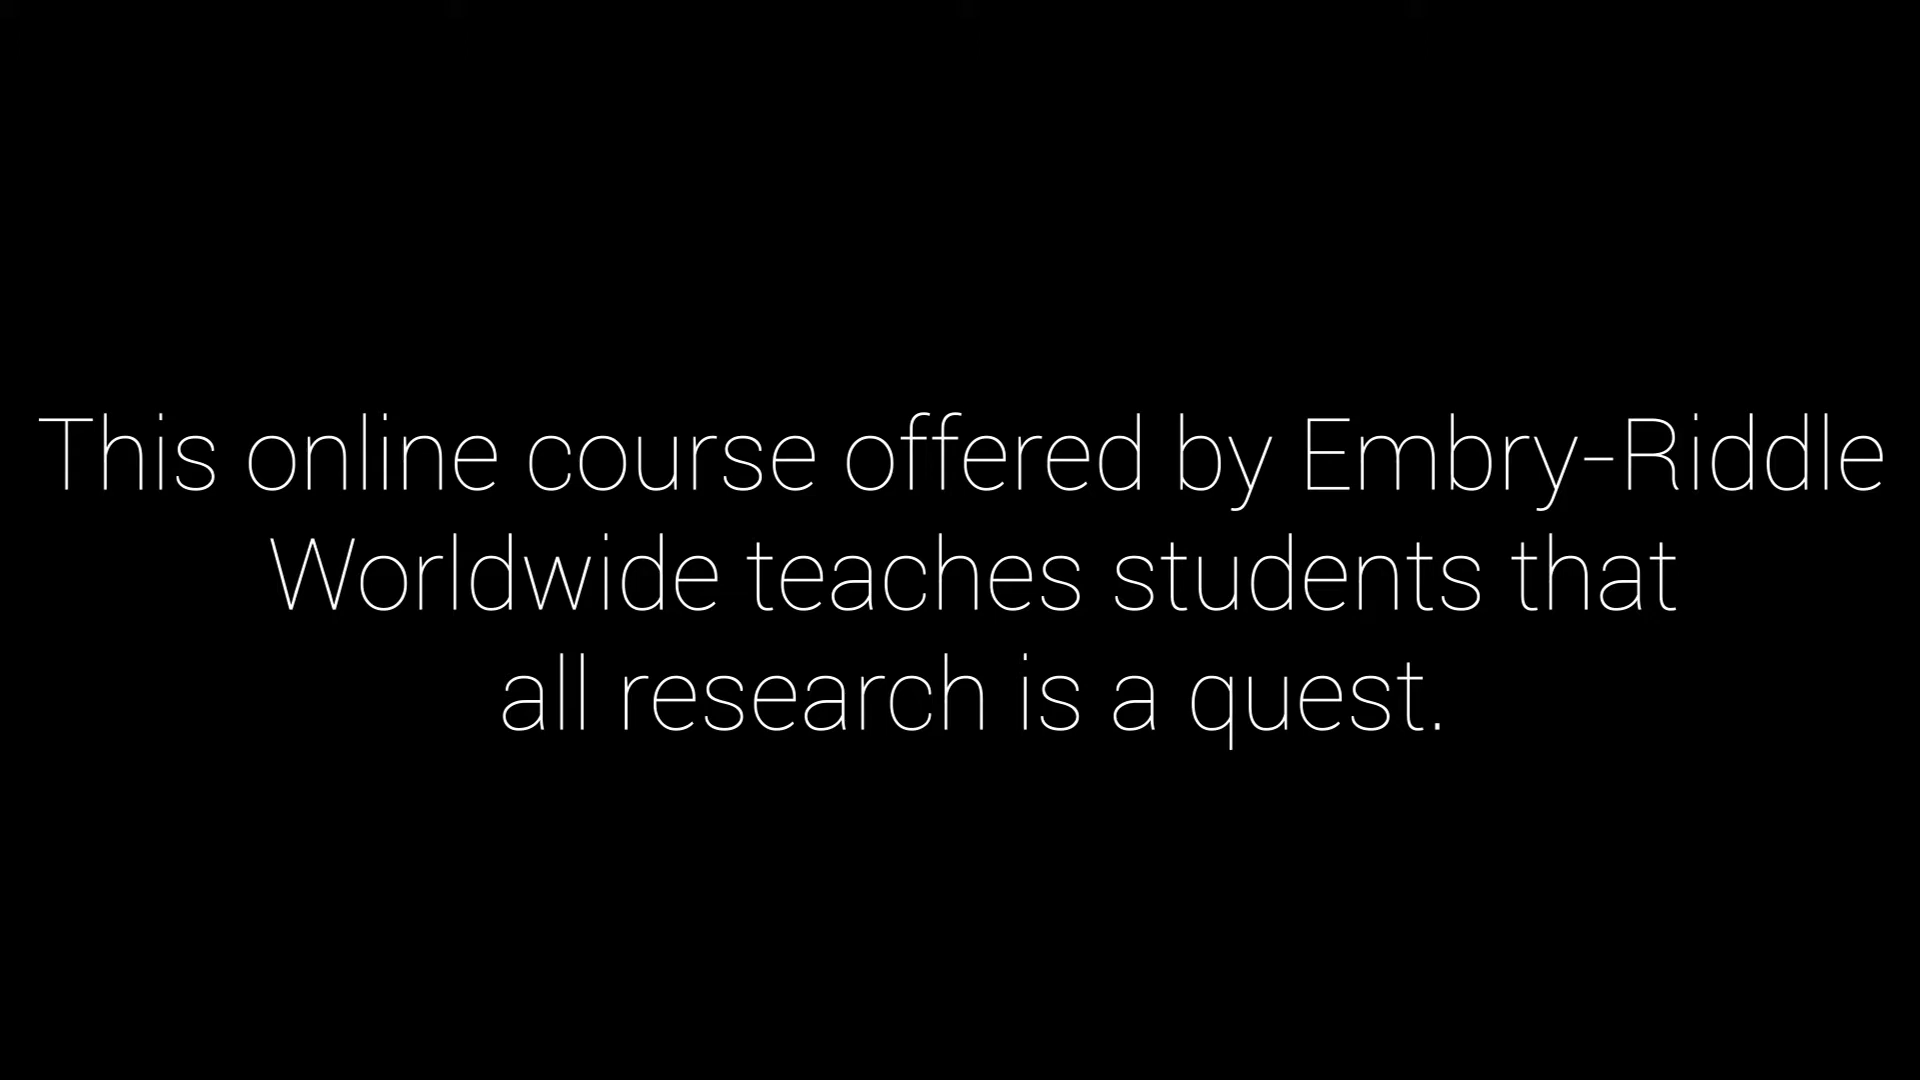 This online course offered by Embry-Riddle
Worldwide teaches students that
all research is a quest.